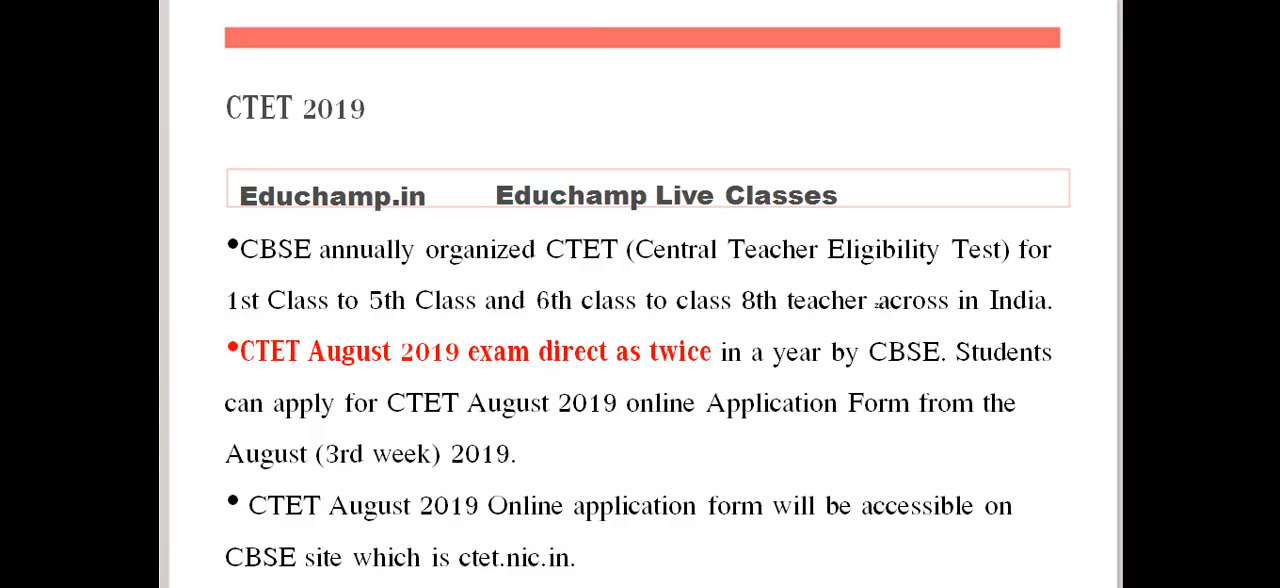 CTET 2019
Educhamp.in Educhamp Live Classes
•CBSE annually organized CTET (Central Teacher Eligibility Test) for
1st Class to 5th Class and 6th class to class 8th teacher across in India.
•CTET August 2019 exam direct as twice in a year by CBSE. Students
can apply for CTET August 2019 online Application Form from the
August (3rd week) 2019.
• CTET August 2019 Online application form will be accessible on
CBSE site which is ctet.nic.in.